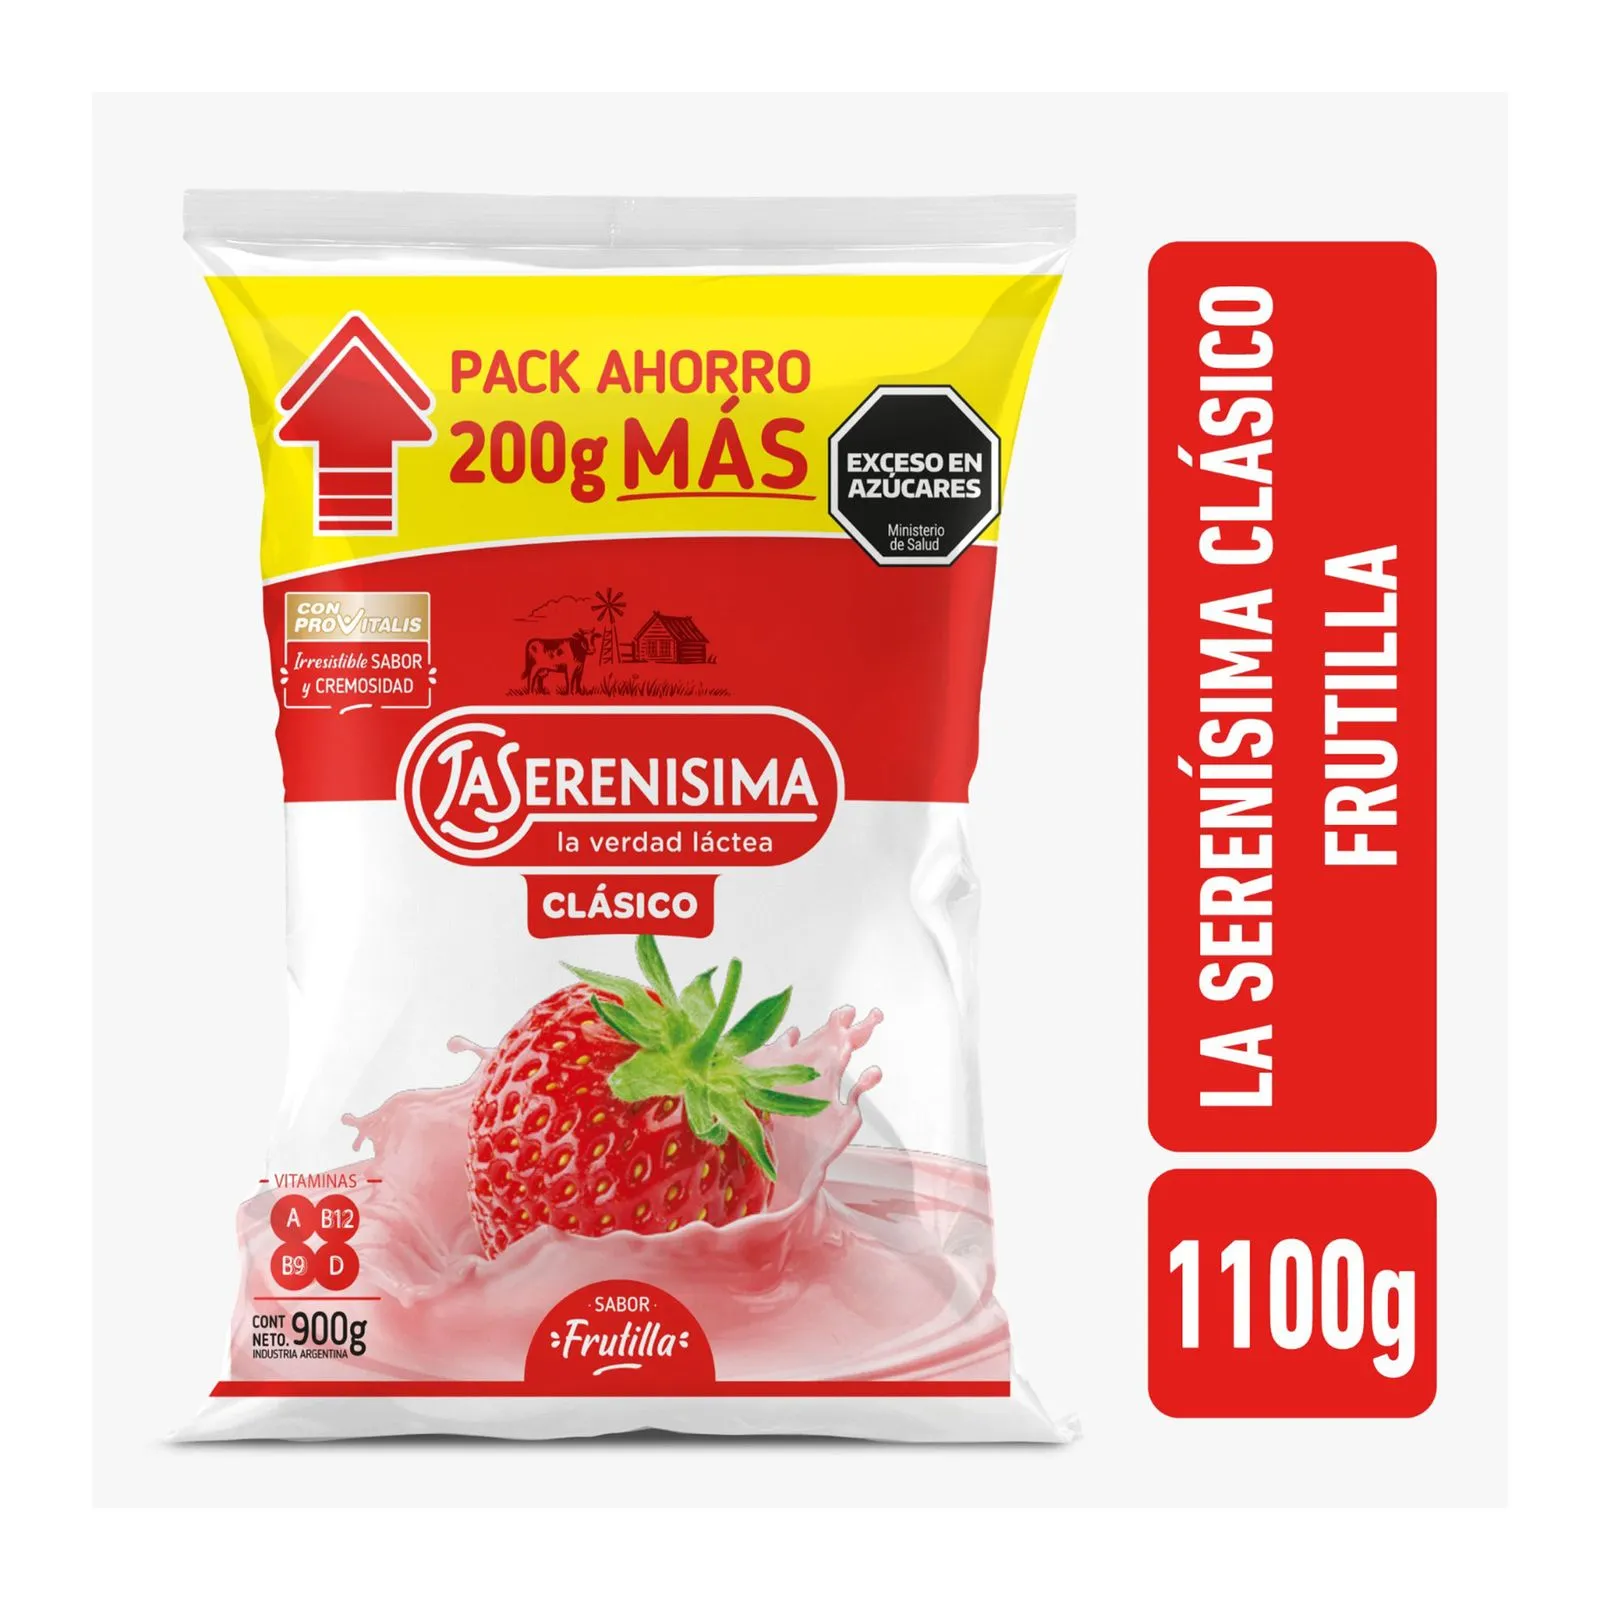 PACK AHORRO
200g MÁS
EXCESO EN
AZÚCARES
Ministerio
de Salud
CON
PROVITALIS
Irresistible SABOR
y CREMOSIDAD
LA SERENISIMA
la verdad láctea
CLÁSICO
VITAMINAS
A B12
B9 D
CONT
NETO. 900g
INDUSTRIA ARGENTINA
SABOR
Frutilla
LA SERENÍSIMA CLÁSICO
FRUTILLA
1100g